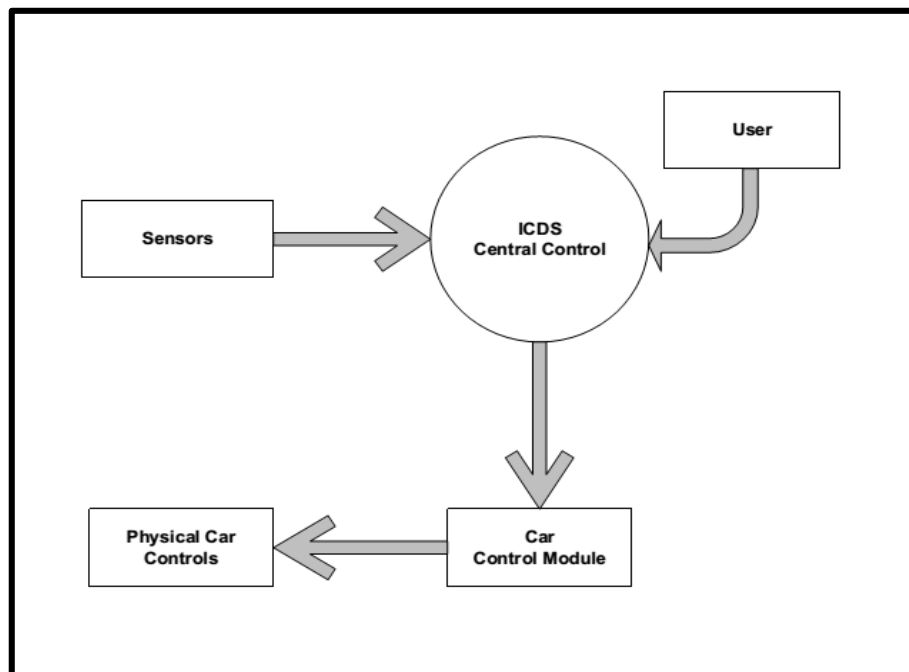 User
ICDS
Central Control
Sensors
Physical Car
Controls
Car
Control Module